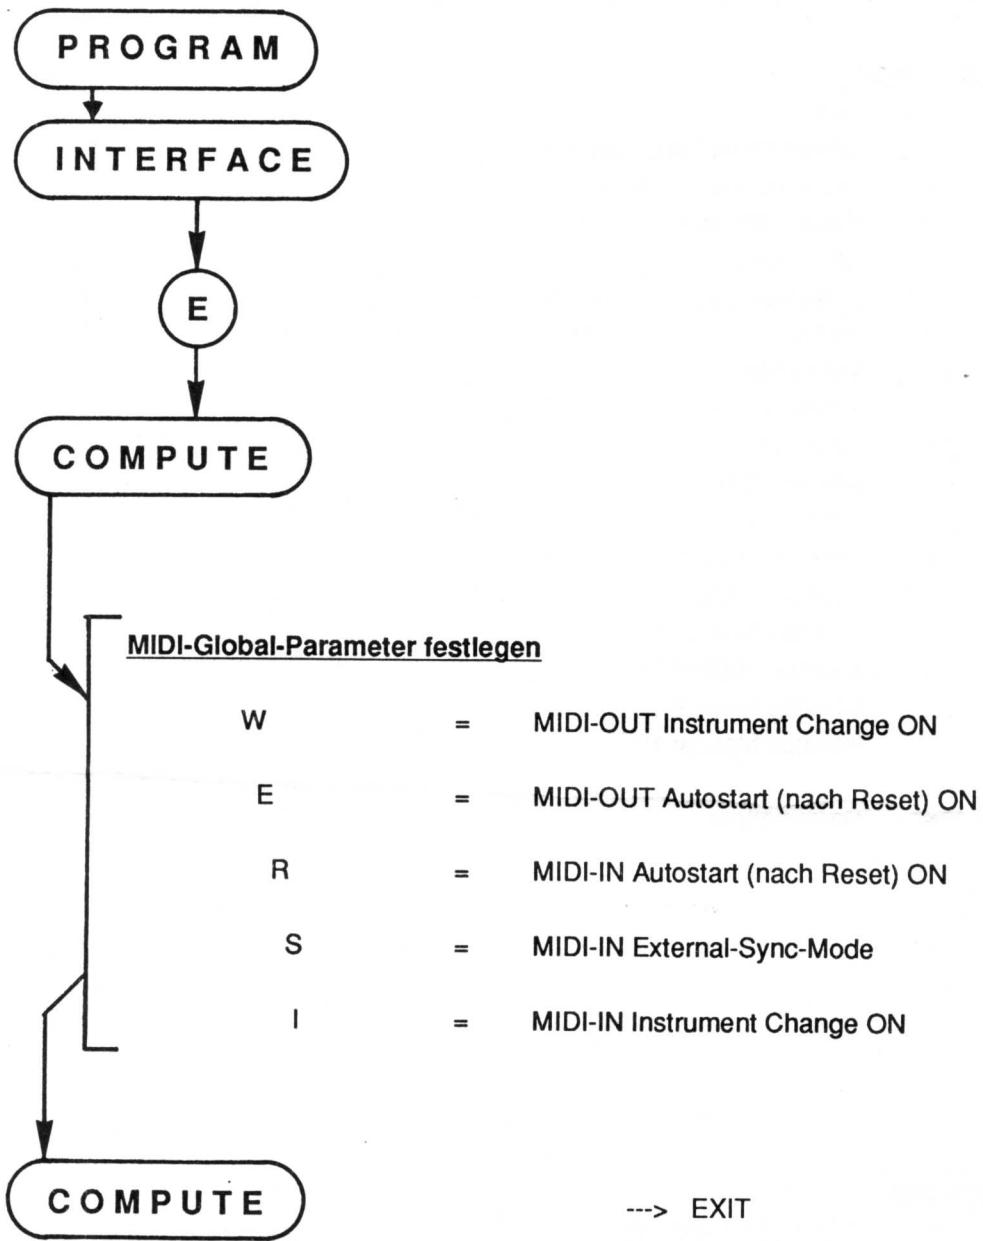 PROGRAM
INTERFACE
E
COMPUTE
MIDI-Global-Parameter festlegen
W = MIDI-OUT Instrument Change ON
E = MIDI-OUT Autostart (nach Reset) ON
R = MIDI-IN Autostart (nach Reset) ON
S = MIDI-IN External-Sync-Mode
I = MIDI-IN Instrument Change ON
COMPUTE ---> EXIT